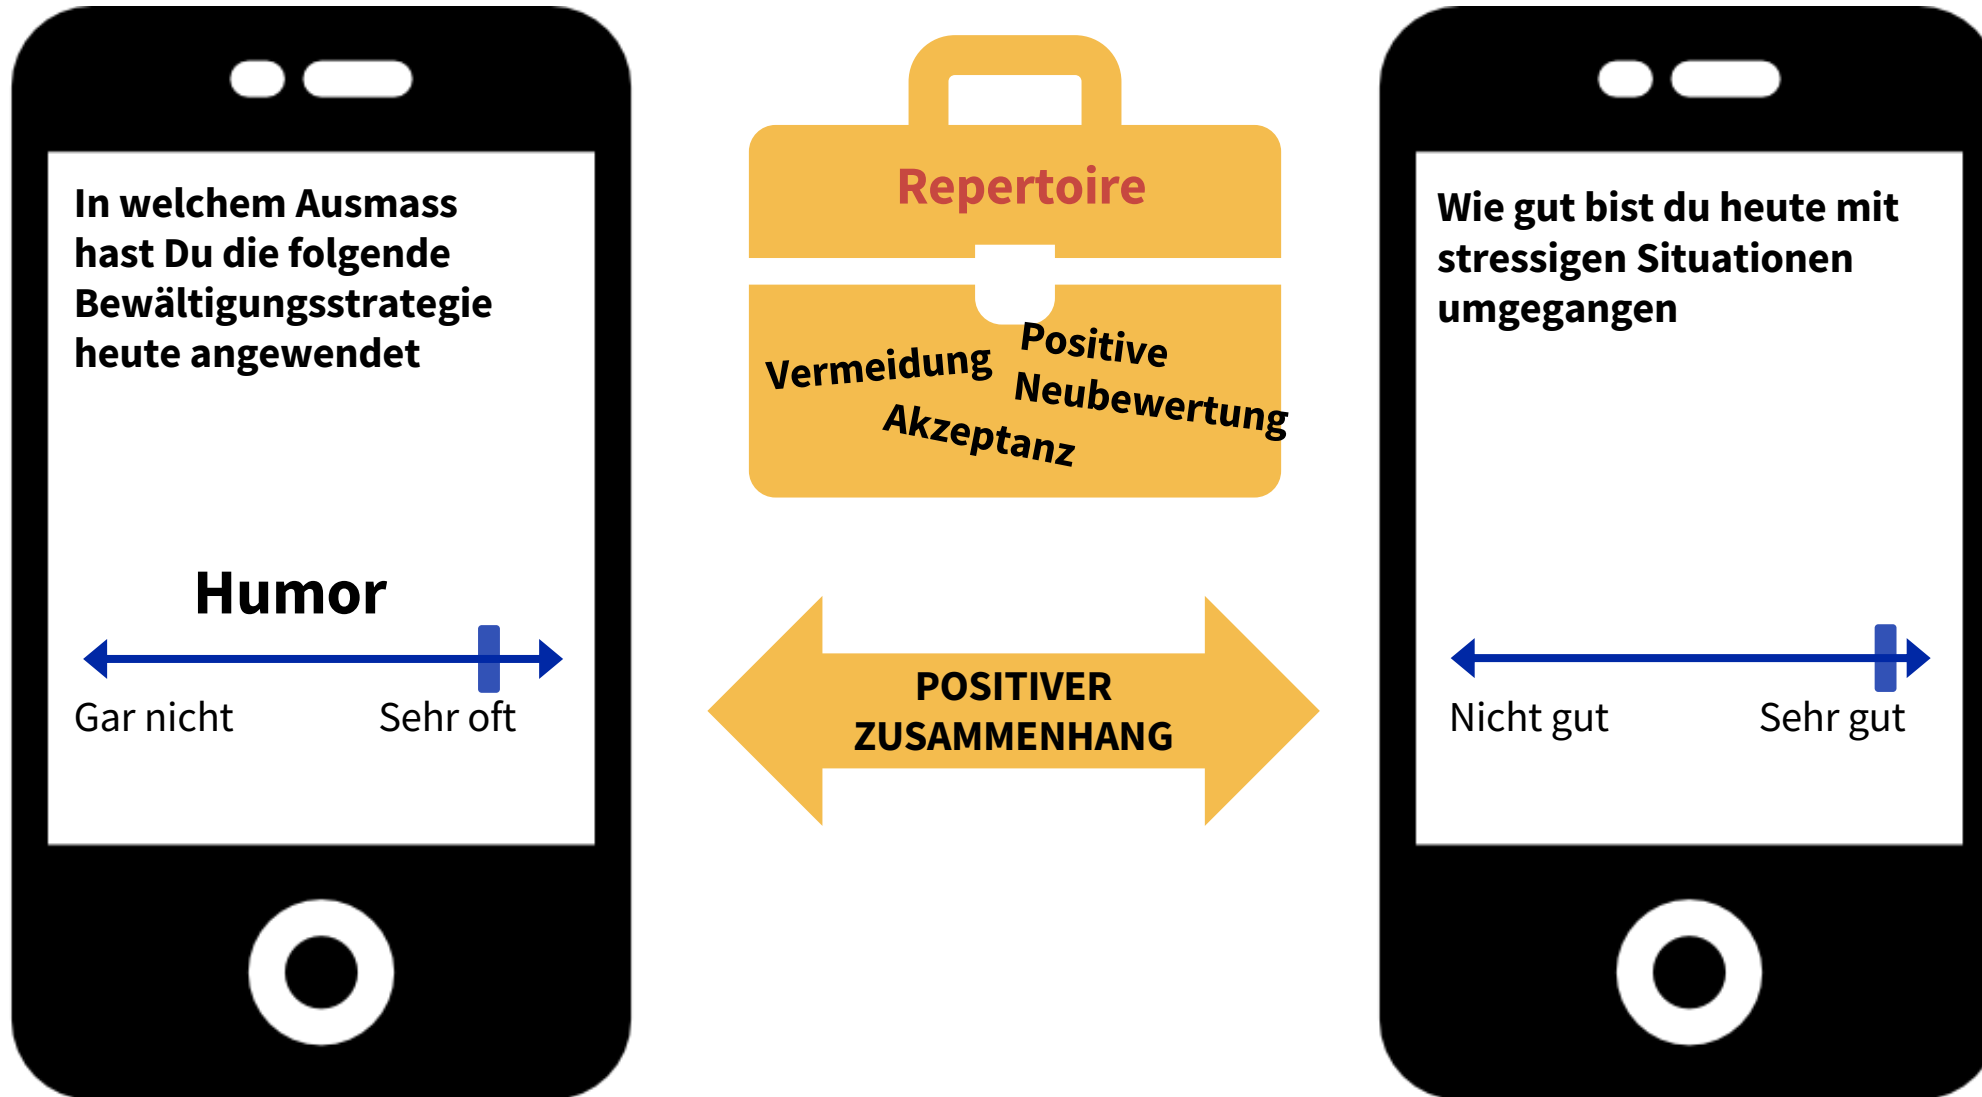 In welchem Ausmass
hast Du die folgende
Bewältigungsstrategie
heute angewendet
Humor
Gar nicht
Sehr oft
Repertoire
Vermeidung
Positive
Neubewertung
Akzeptanz
POSITIVER
ZUSAMMENHANG
Wie gut bist du heute mit
stressigen Situationen
umgegangen
Nicht gut
Sehr gut